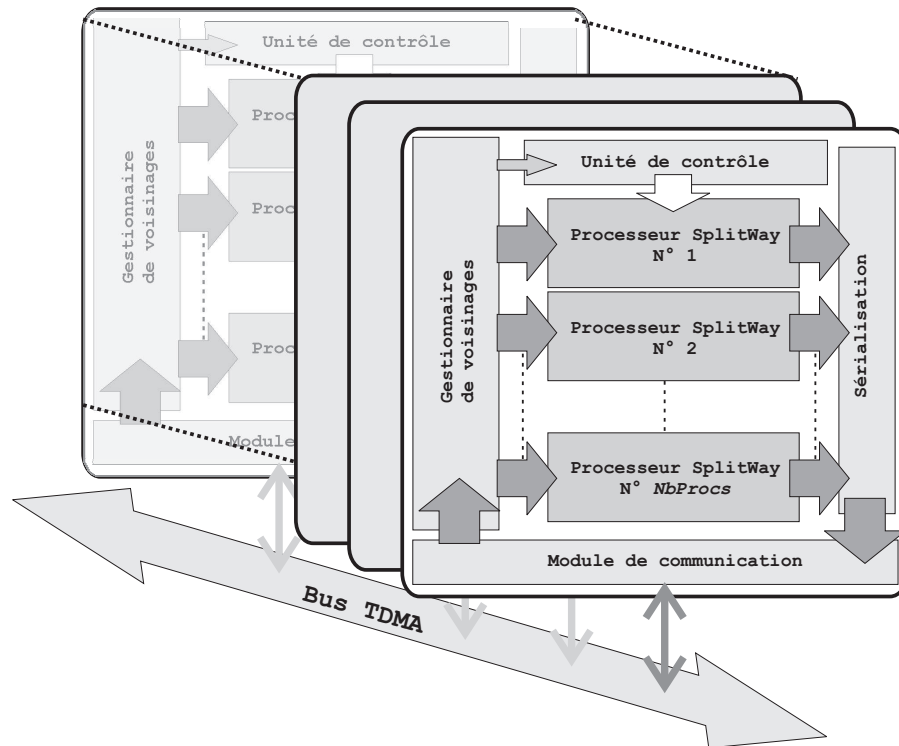 Unité de contrôle
Proc
Proc
Proc
Gestionnaire
de voisinages
Module
Unité de contrôle
Gestionnaire
de voisinages
Processeur SplitWay
N° 1
Processeur SplitWay
N° 2
Processeur SplitWay
N° NbProcs
Sérialisation
Module de communication
Bus TDMA